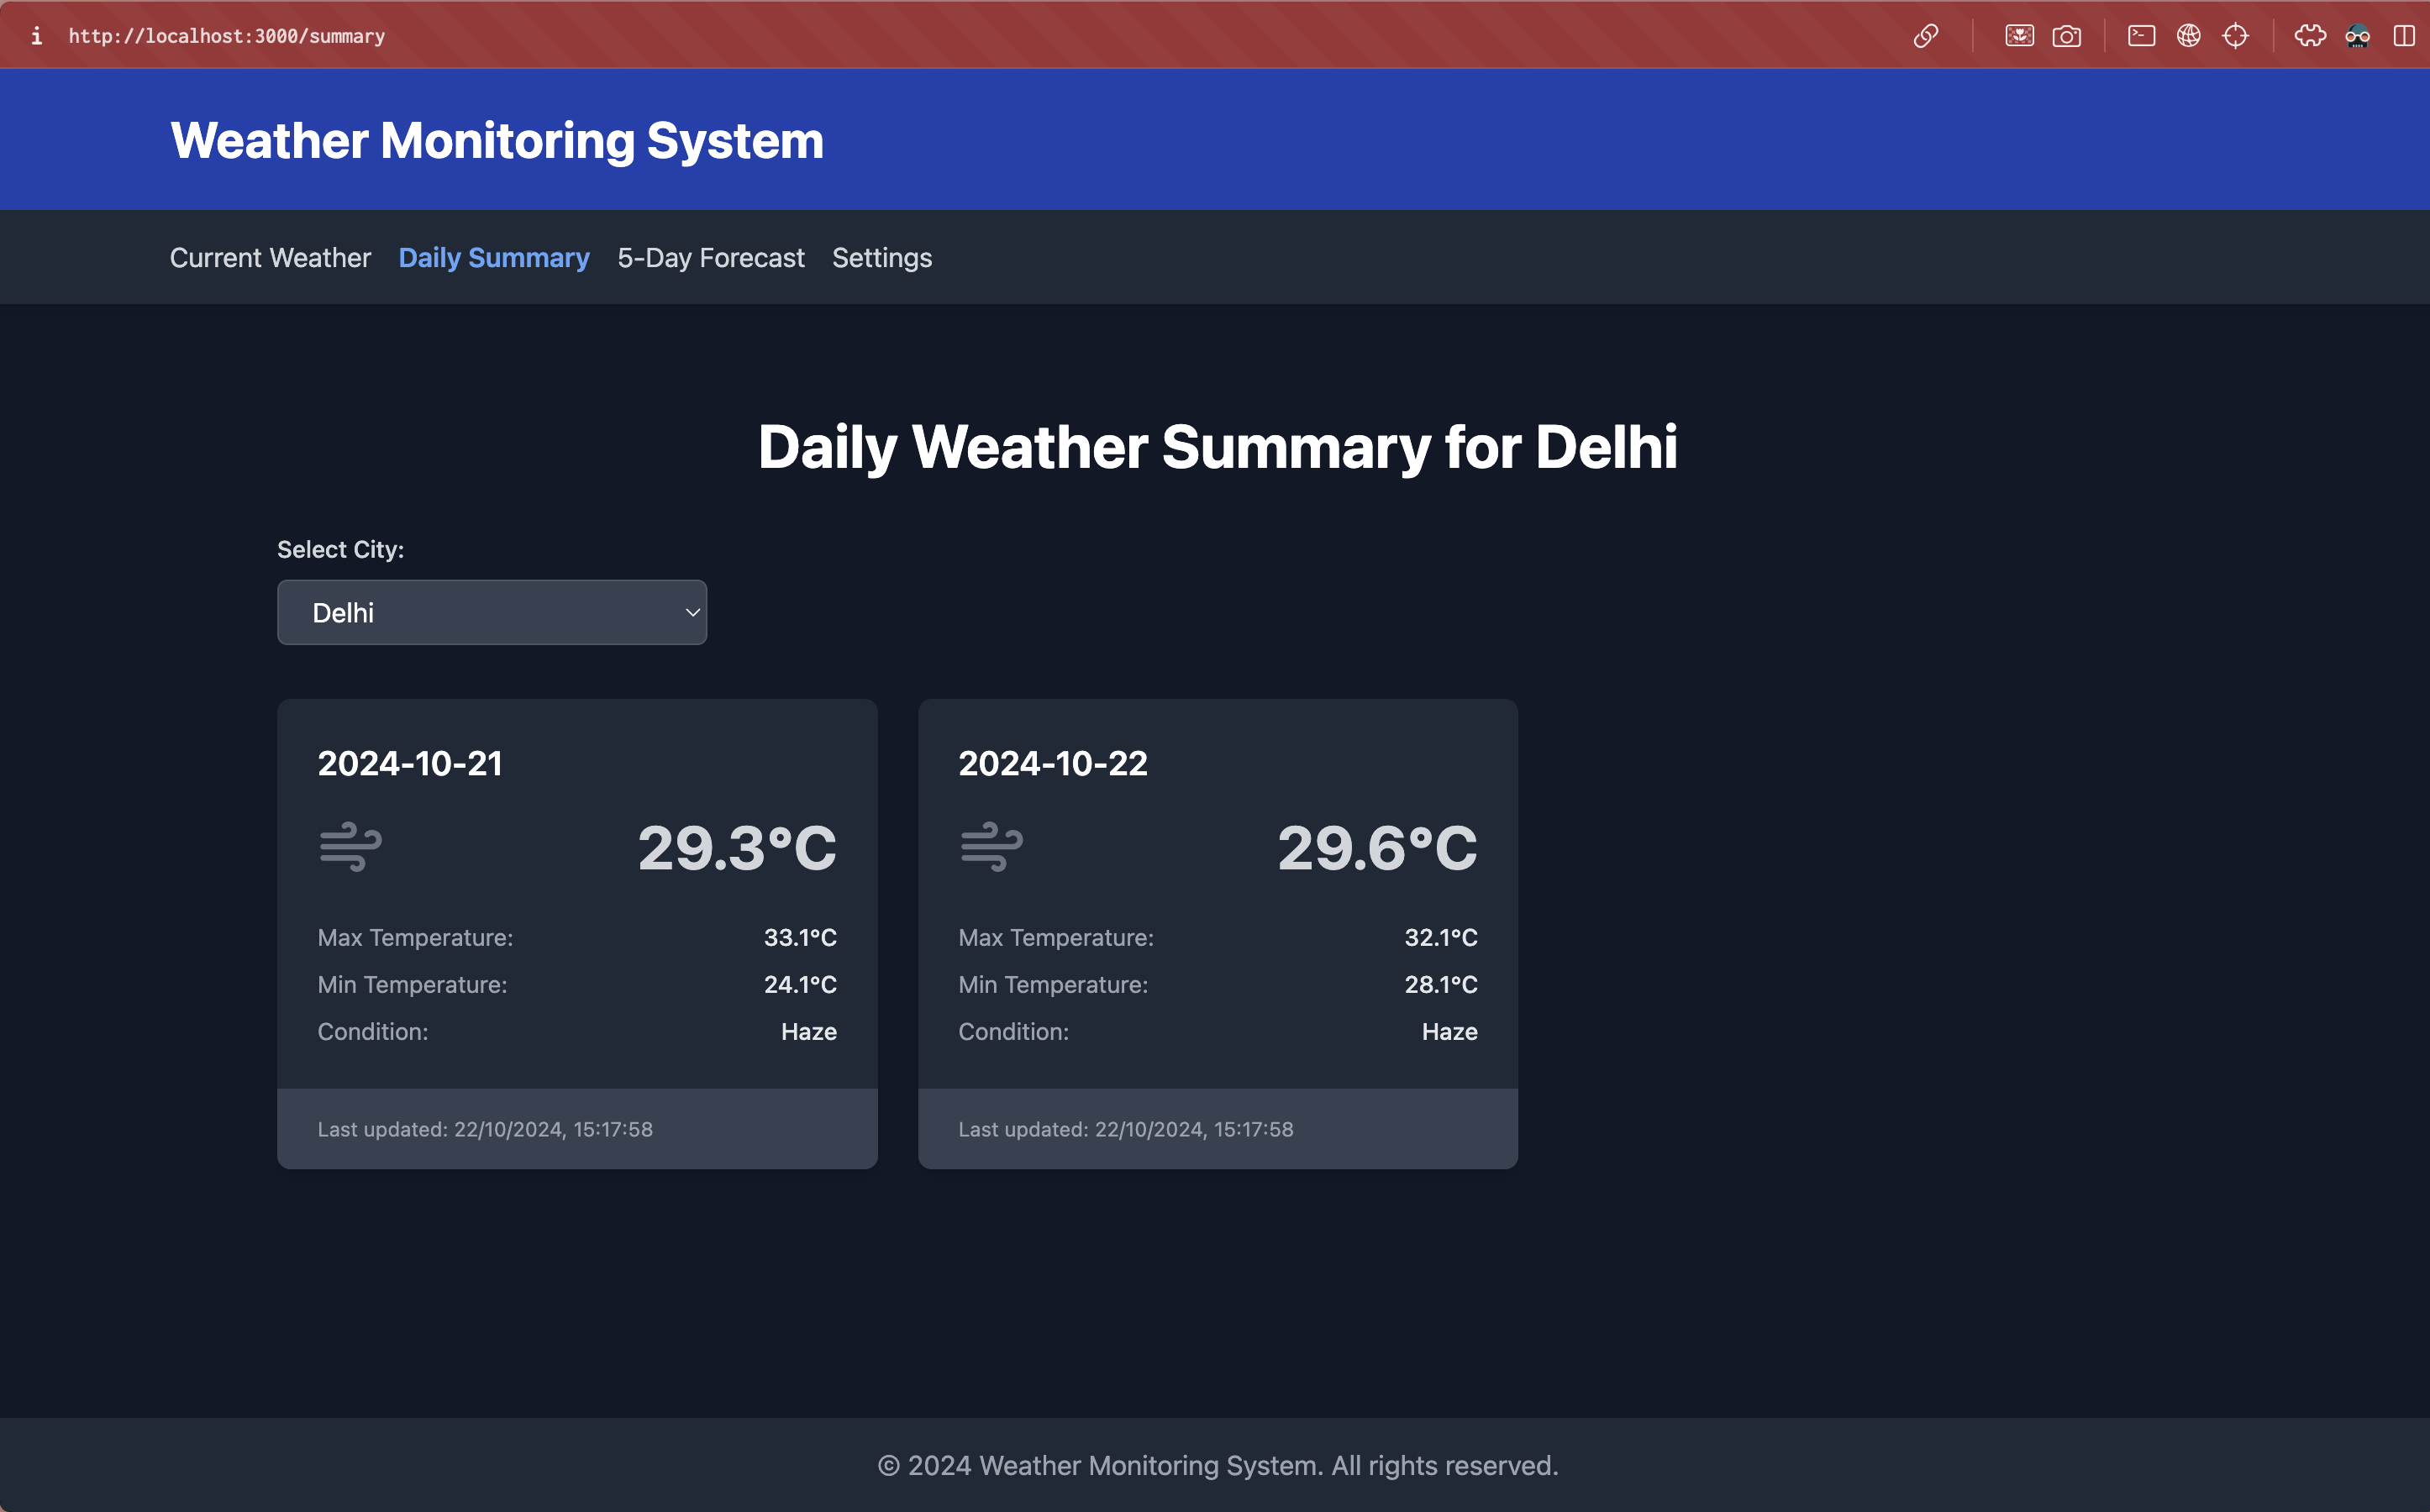 http://localhost:3000/summary
Weather Monitoring System
Current Weather Daily Summary 5-Day Forecast Settings
Daily Weather Summary for Delhi
Select City:
Delhi
2024-10-21
29.3°C
Max Temperature: 33.1°C
Min Temperature: 24.1°C
Condition: Haze
Last updated: 22/10/2024, 15:17:58
2024-10-22
29.6°C
Max Temperature: 32.1°C
Min Temperature: 28.1°C
Condition: Haze
Last updated: 22/10/2024, 15:17:58
© 2024 Weather Monitoring System. All rights reserved.